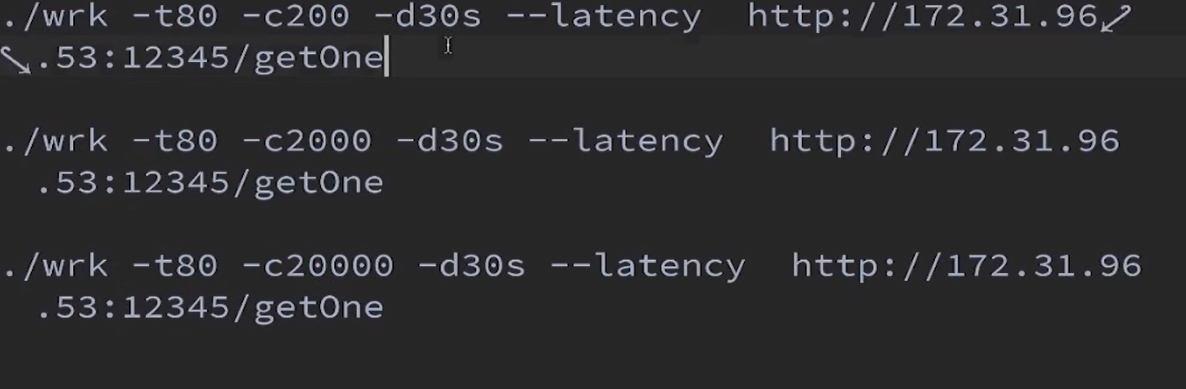 ./wrk -t80 -c200 -d30s --latency  http://172.31.96
.53:12345/getOne
./wrk -t80 -c2000 -d30s --latency  http://172.31.96
.53:12345/getOne
./wrk -t80 -c20000 -d30s --latency  http://172.31.96
.53:12345/getOne